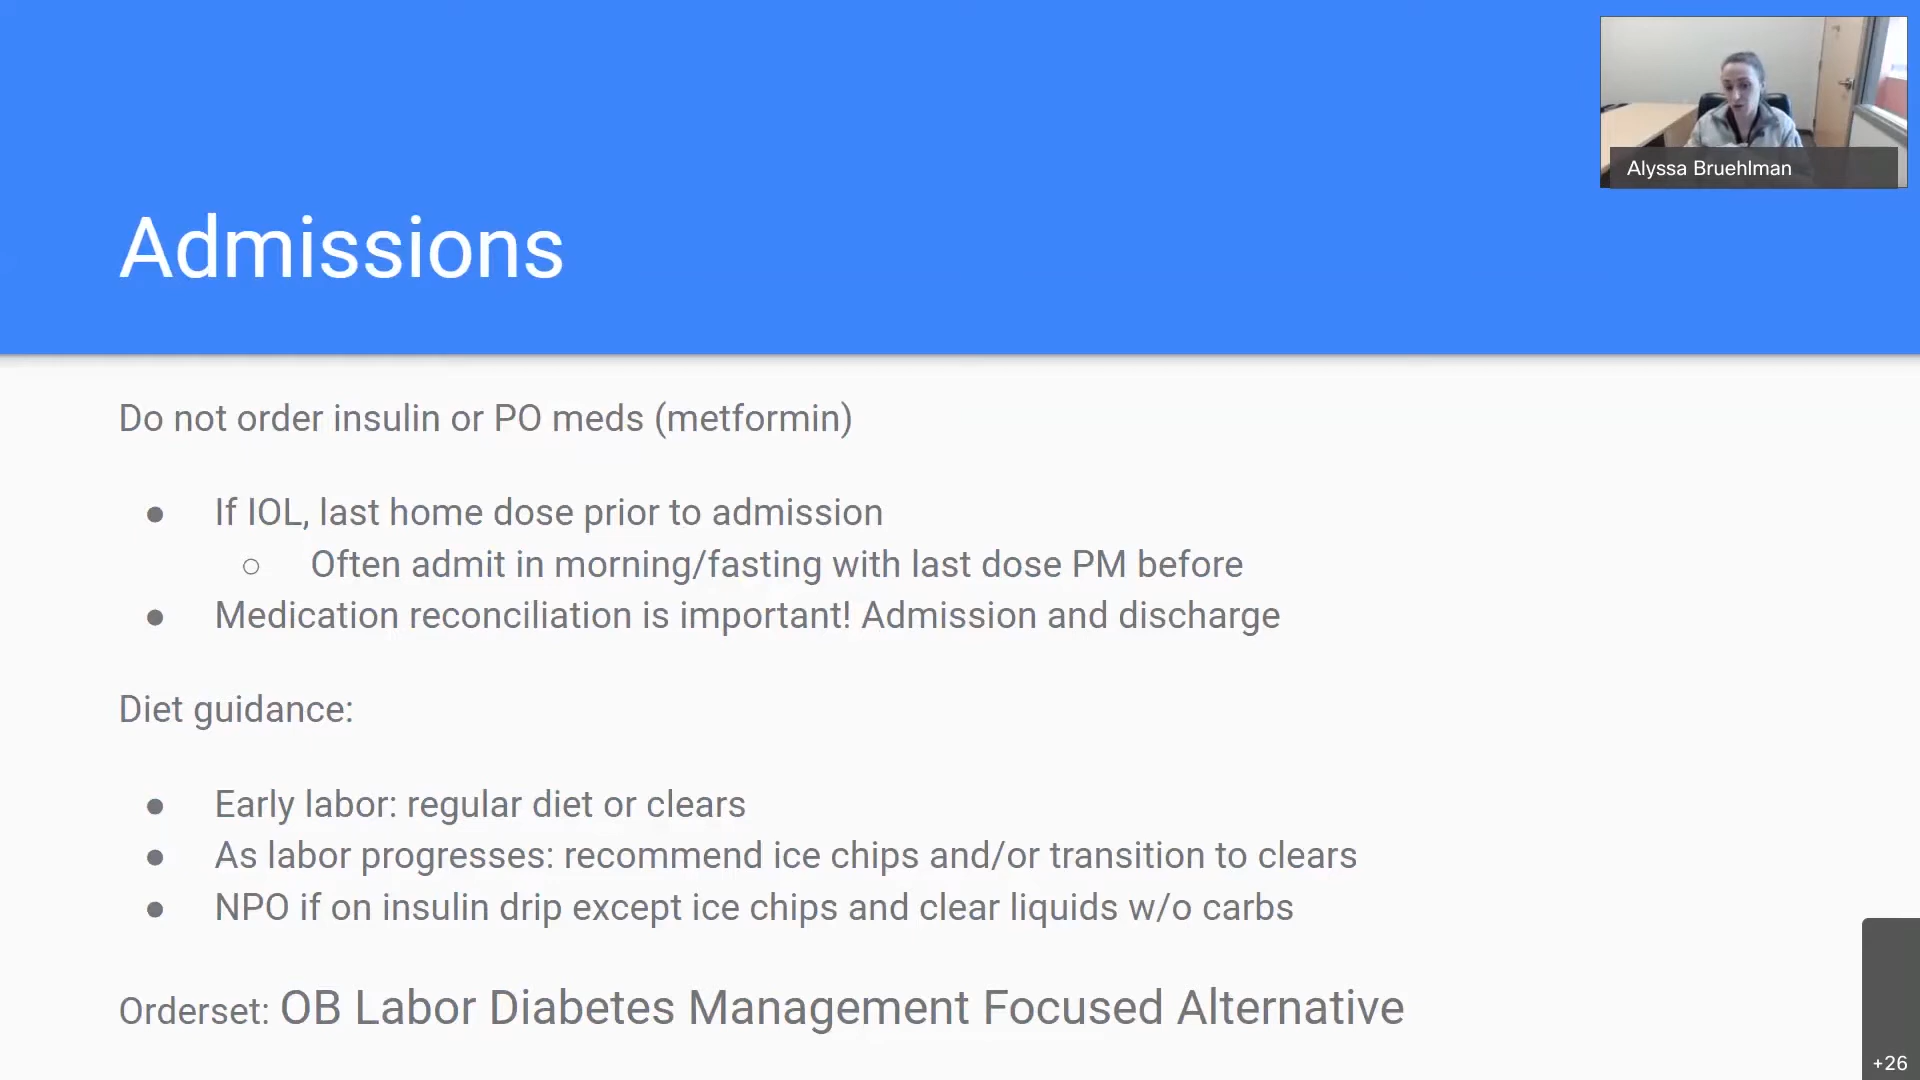 Alyssa Bruehlman
Admissions
Do not order insulin or PO meds (metformin)
● If IOL, last home dose prior to admission
○ Often admit in morning/fasting with last dose PM before
● Medication reconciliation is important! Admission and discharge
Diet guidance:
● Early labor: regular diet or clears
● As labor progresses: recommend ice chips and/or transition to clears
● NPO if on insulin drip except ice chips and clear liquids w/o carbs
Orderset: OB Labor Diabetes Management Focused Alternative
+26